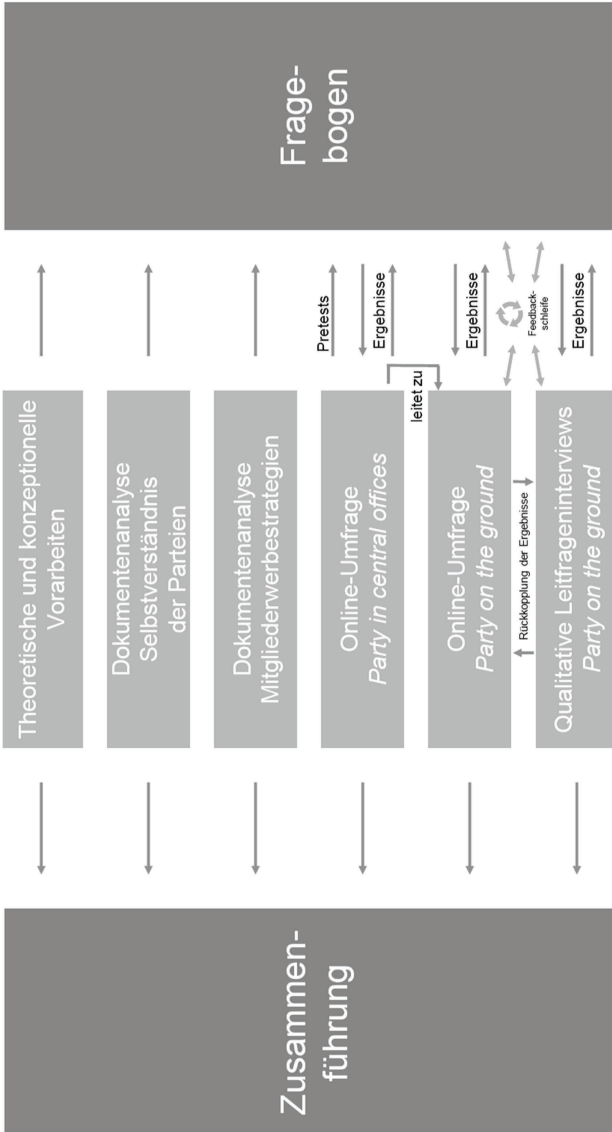 Zusammen-
führung
Theoretische und konzeptionelle
Vorarbeiten
Dokumentenanalyse
Selbstverständnis
der Parteien
Dokumentenanalyse
Mitgliederwerbestrategien
Online-Umfrage
Party in central offices
Pretests
Ergebnisse
leitet zu
Online-Umfrage
Party on the ground
Ergebnisse
Rückkopplung der Ergebnisse
Feedback-
schleife
Qualitative Leitfrageninterviews
Party on the ground
Ergebnisse
Frage-
bogen